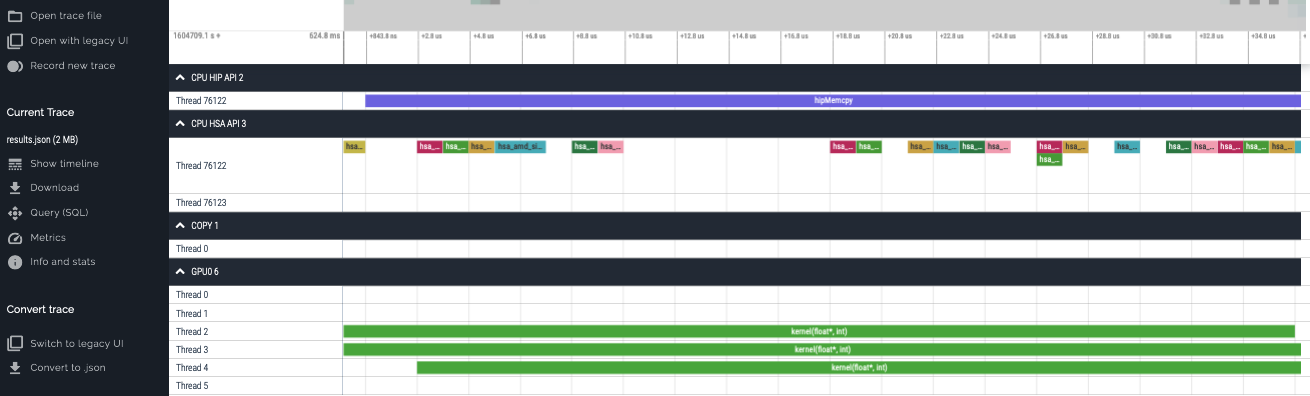 Open trace file
Open with legacy UI
Record new trace
Current Trace
results.json (2 MB)
Show timeline
Download
Query (SQL)
Metrics
Info and stats
Convert trace
Switch to legacy UI
Convert to .json
1604709.1 s + 624.8 ms +843.8 ns +2.8 us +4.8 us +6.8 us +8.8 us +10.8 us +12.8 us +14.8 us +16.8 us +18.8 us +20.8 us +22.8 us +24.8 us +26.8 us +28.8 us +30.8 us +32.8 us +34.8 us
CPU HIP API 2
Thread 76122 hipMemcpy
CPU HSA API 3
hsa_... hsa_... hsa_... hsa_... hsa_amd_si... hsa_... hsa_... hsa_... hsa_... hsa_... hsa_... hsa_... hsa_... hsa_... hsa_... hsa_... hsa_... hsa_... hsa_... hsa_... hsa_...
hsa_...
Thread 76122
Thread 76123
COPY 1
Thread 0
GPU0 6
Thread 0
Thread 1
Thread 2 kernel(float*, int)
Thread 3 kernel(float*, int)
Thread 4 kernel(float*, int)
Thread 5